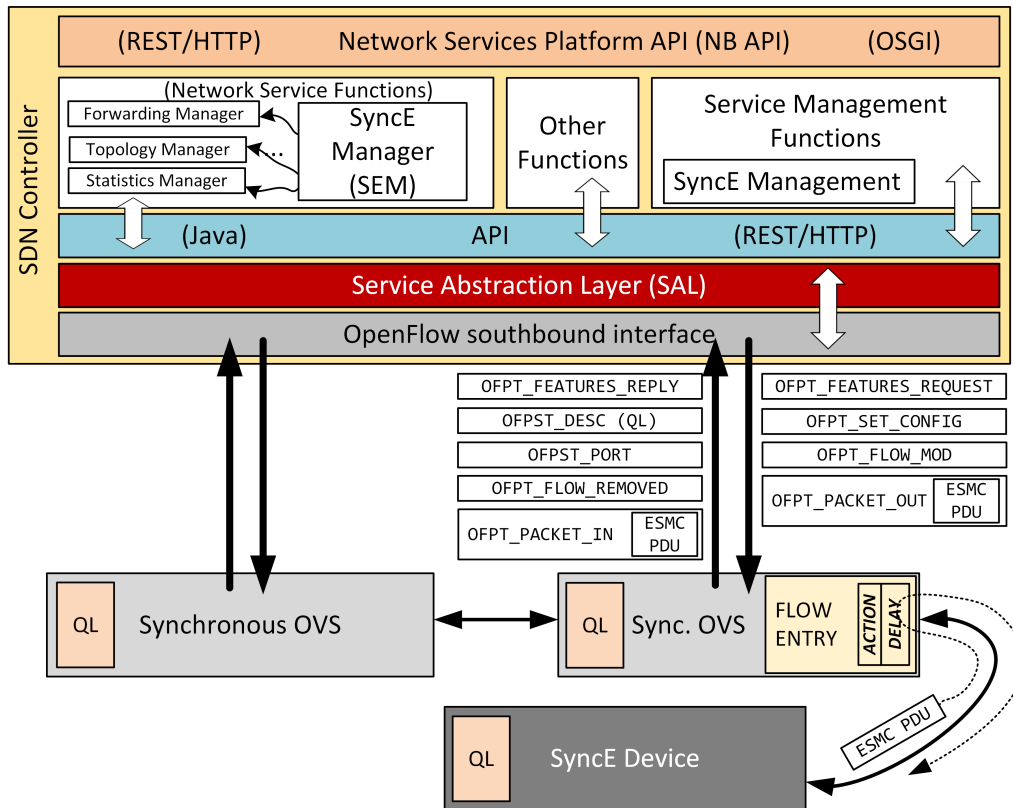 SDN Controller
(REST/HTTP) Network Services Platform API (NB API) (OSGI)
(Network Service Functions)
Forwarding Manager
Topology Manager
...
Statistics Manager
SyncE
Manager
(SEM)
Other
Functions
Service Management
Functions
SyncE Management
(Java) API (REST/HTTP)
Service Abstraction Layer (SAL)
OpenFlow southbound interface
OFPT_FEATURES_REPLY
OFPST_DESC (QL)
OFPST_PORT
OFPT_FLOW_REMOVED
OFPT_PACKET_IN
ESMC
PDU
OFPT_FEATURES_REQUEST
OFPT_SET_CONFIG
OFPT_FLOW_MOD
OFPT_PACKET_OUT
ESMC
PDU
QL
Synchronous OVS
QL
Sync. OVS
FLOW
ENTRY
ACTION
DELAY
ESMC PDU
QL
SyncE Device